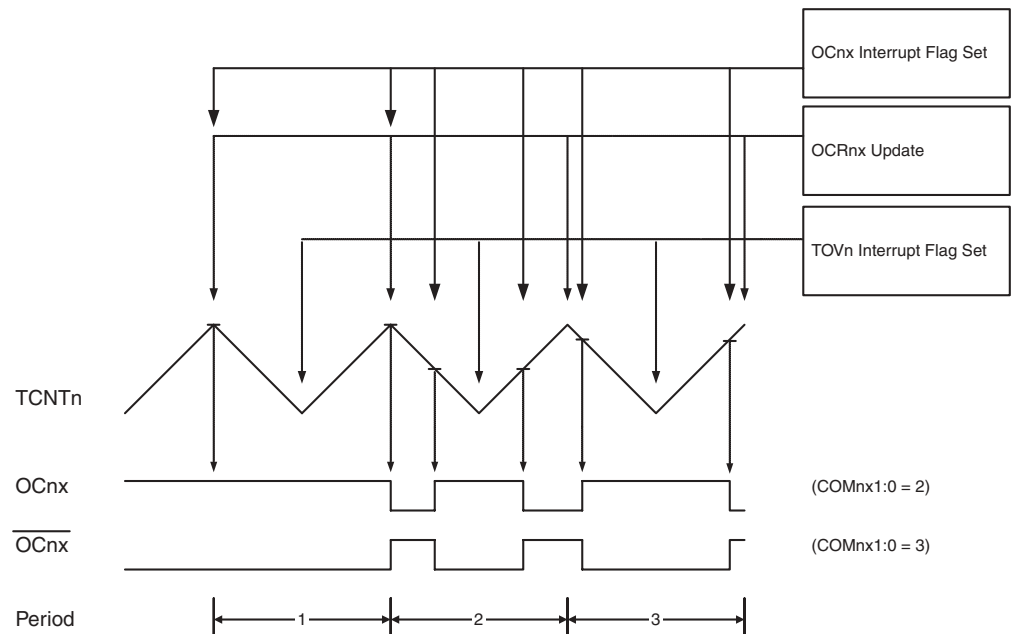 OCnx Interrupt Flag Set
OCRnx Update
TOVn Interrupt Flag Set
TCNTn
OCnx
(COMnx1:0 = 2)
OCnx
(COMnx1:0 = 3)
Period
1
2
3